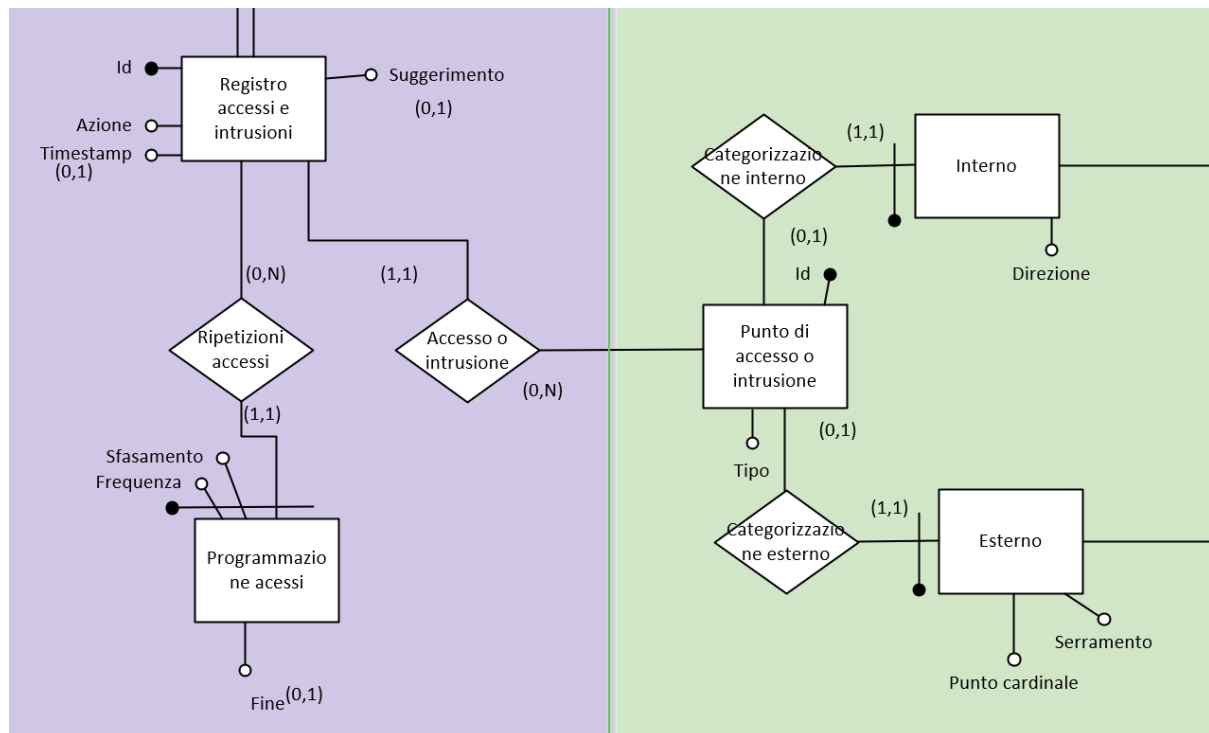 Id
Registro
accessi e
intrusioni
Suggerimento
(0,1)
Azione
Timestamp
(0,1)
(0,N)
(1,1)
Ripetizioni
accessi
Accesso o
intrusione
(0,N)
(1,1)
Sfasamento
Frequenza
Programmazio
ne acessi
Fine(0,1)
Categorizzazio
ne interno
(1,1)
Interno
(0,1)
Direzione
Id
Punto di
accesso o
intrusione
(0,1)
Tipo
Categorizzazio
ne esterno
(1,1)
Esterno
Serramento
Punto cardinale